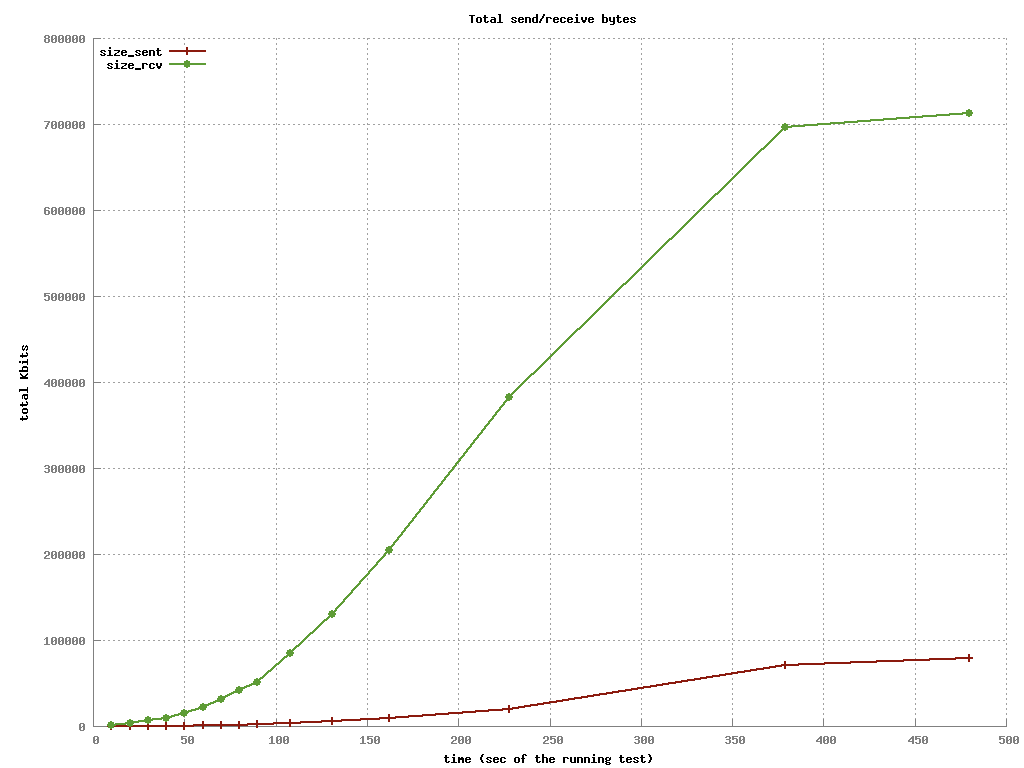 Total send/receive bytes
800000
700000
600000
500000
400000
300000
200000
100000
0
size_sent
size_rcv
total Kbits
0 50 100 150 200 250 300 350 400 450 500
time (sec of the running test)